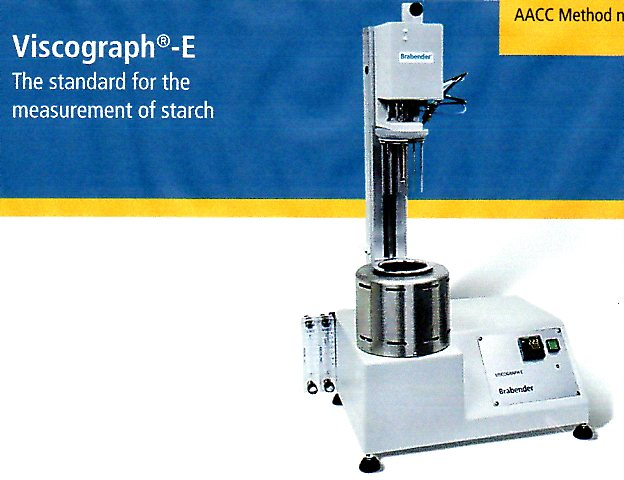 Viscograph®-E
The standard for the
measurement of starch
AACC Method n
Brabender
VISCOGRAPH-E
Brabender